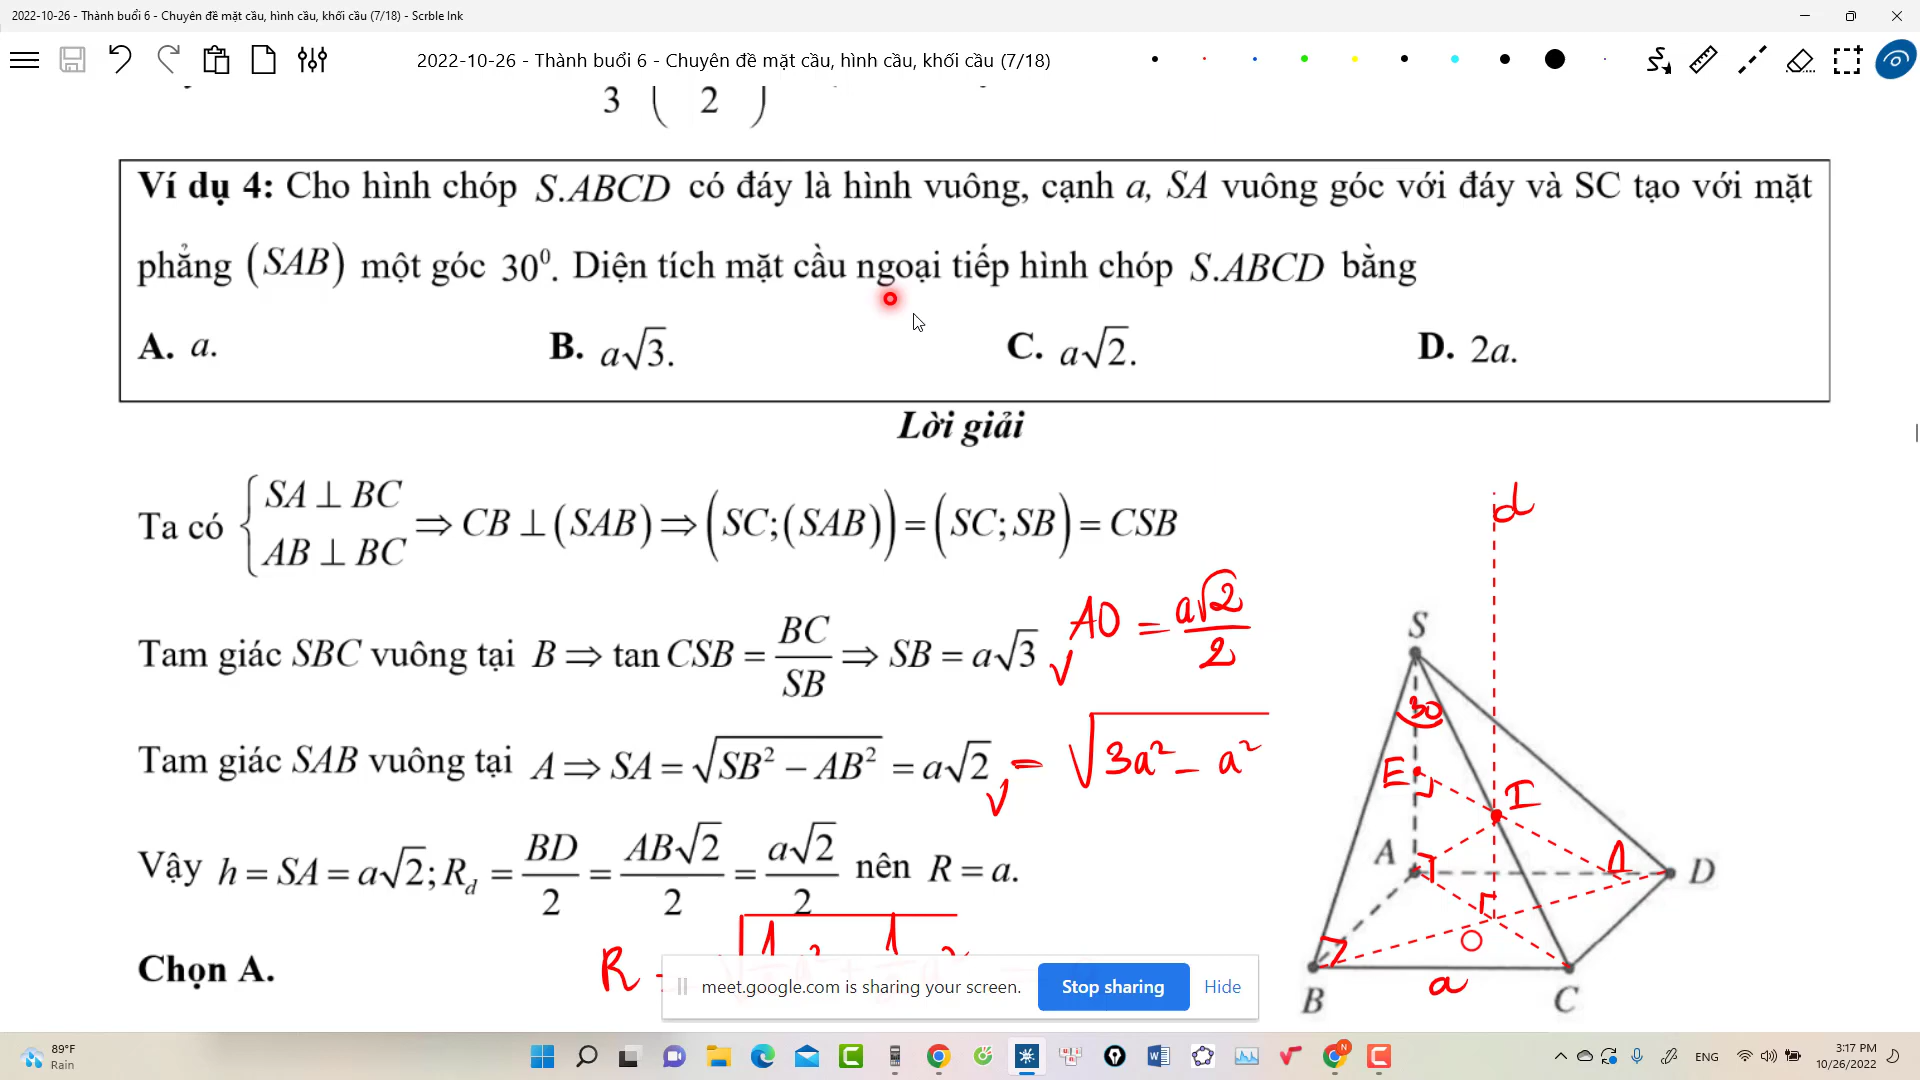 2022-10-26 - Thành buổi 6 - Chuyên đề mặt cầu, hình cầu, khối cầu (7/18) - Scrble Ink
2022-10-26 - Thành buổi 6 - Chuyên đề mặt cầu, hình cầu, khối cầu (7/18)
3 ( 2 )
Ví dụ 4: Cho hình chóp S.ABCD có đáy là hình vuông, cạnh a, SA vuông góc với đáy và SC tạo với mặt
phẳng (SAB) một góc 30⁰. Diện tích mặt cầu ngoại tiếp hình chóp S.ABCD bằng
A. a. B. a√3. C. a√2. D. 2a.
Lời giải
Ta có { SA ⊥ BC
AB ⊥ BC ⇒ CB ⊥ (SAB) ⇒ (SC;(SAB)) = (SC;SB) = CSB
Tam giác SBC vuông tại B ⇒ tan CSB = BC/SB ⇒ SB = a√3
AO = a√2/2
Tam giác SAB vuông tại A ⇒ SA = √(SB² − AB²) = a√2 = √(3a² − a²)
Vậy h = SA = a√2; R_d = BD/2 = AB√2/2 = a√2/2 nên R = a.
Chọn A.
R
d
S
30
E
I
A
D
O
a
B
C
meet.google.com is sharing your screen.
Stop sharing
Hide
89°F
Rain
ENG
3:17 PM
10/26/2022